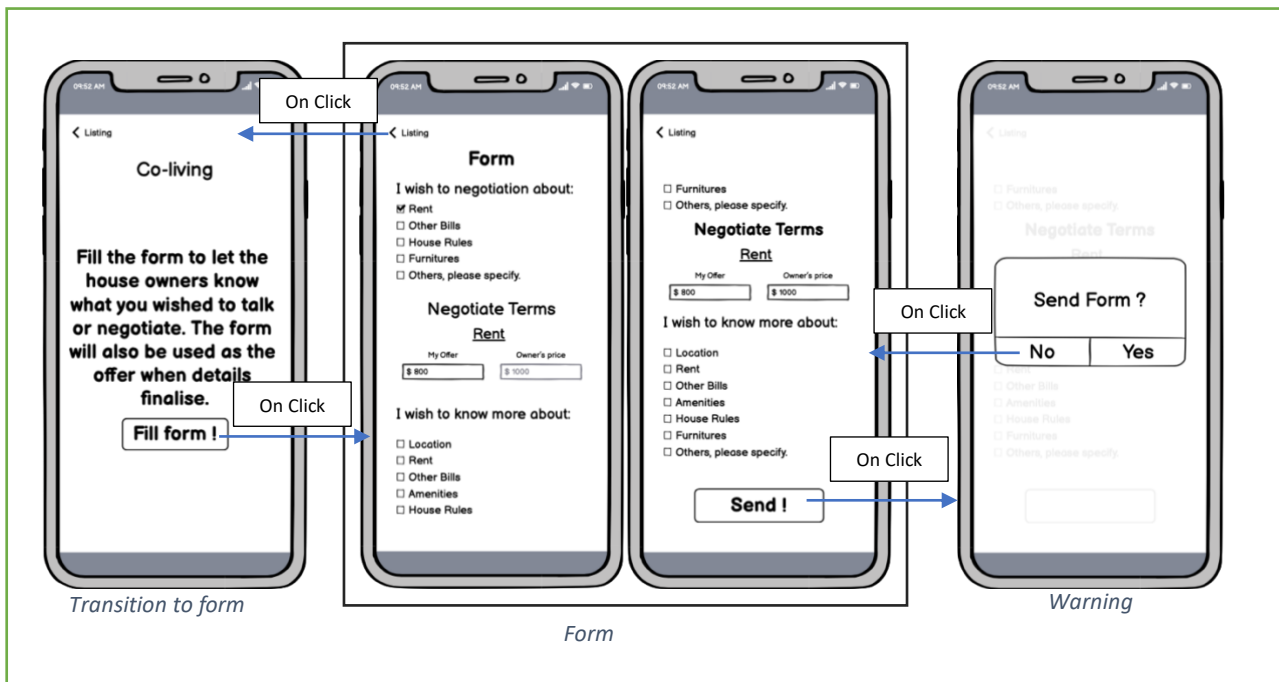 09:52 AM
Listing
Co-living
Fill the form to let the
house owners know
what you wished to talk
or negotiate. The form
will also be used as the
offer when details
finalise.
Fill form !
On Click
On Click
Transition to form
09:52 AM
Listing
Form
I wish to negotiation about:
Rent
Other Bills
House Rules
Furnitures
Others, please specify.
Negotiate Terms
Rent
My Offer Owner's price
$ 800 $ 1000
I wish to know more about:
Location
Rent
Other Bills
Amenities
House Rules
09:52 AM
Listing
Furnitures
Others, please specify.
Negotiate Terms
Rent
My Offer Owner's price
$ 800 $ 1000
I wish to know more about:
Location
Rent
Other Bills
Amenities
House Rules
Furnitures
Others, please specify.
Send !
Form
On Click
On Click
09:52 AM
Listing
Furnitures
Others, please specify.
Negotiate Terms
Rent
Send Form ?
No Yes
Rent
Other Bills
Amenities
House Rules
Furnitures
Others, please specify
Warning